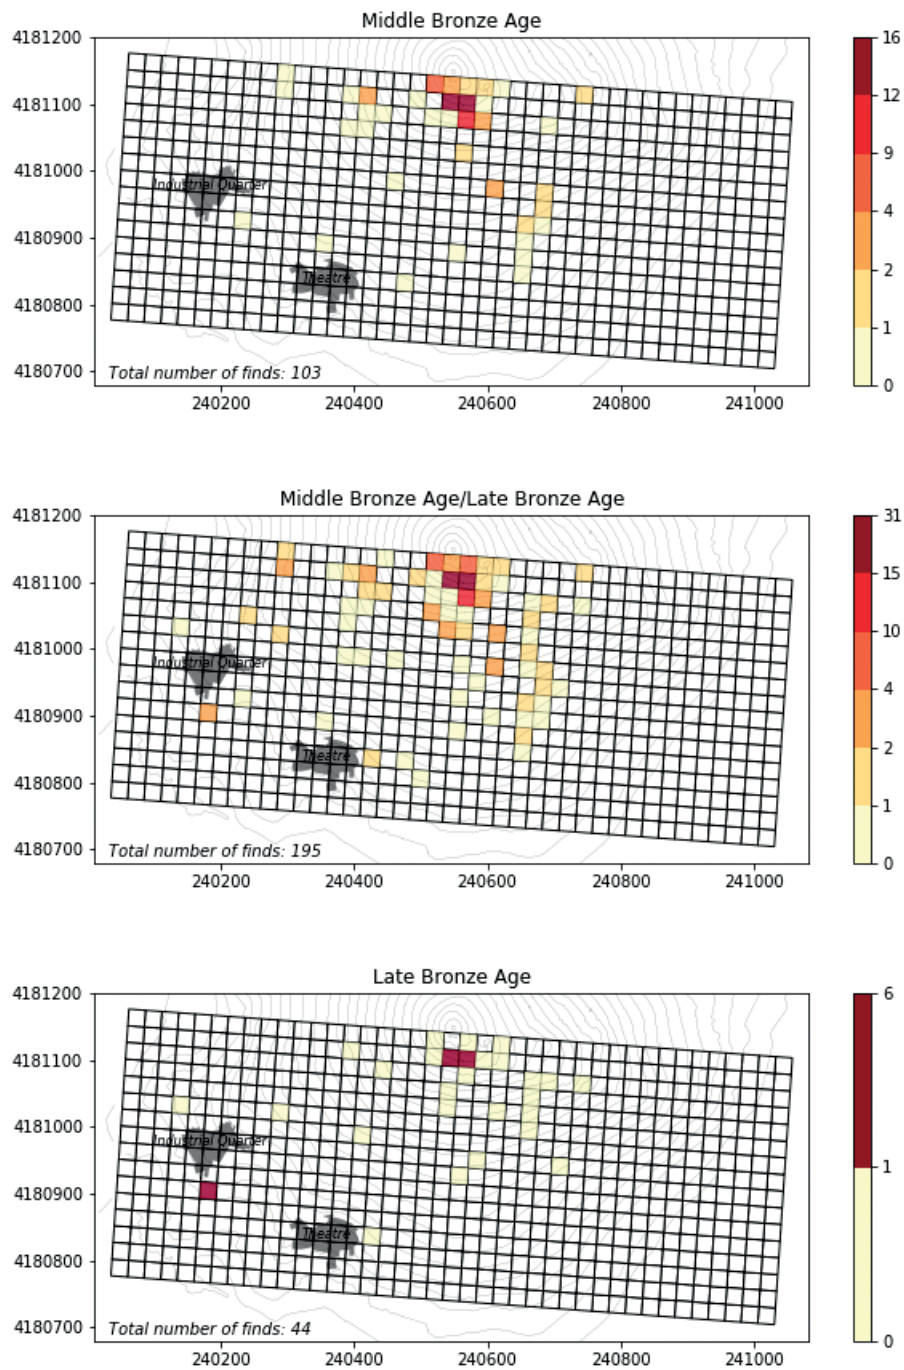 Middle Bronze Age
4181200
4181100
4181000
4180900
4180800
4180700
Industrial Quarter
Theatre
Total number of finds: 103
240200 240400 240600 240800 241000
16
12
9
4
2
1
0
Middle Bronze Age/Late Bronze Age
4181200
4181100
4181000
4180900
4180800
4180700
Industrial Quarter
Theatre
Total number of finds: 195
240200 240400 240600 240800 241000
31
15
10
4
2
1
0
Late Bronze Age
4181200
4181100
4181000
4180900
4180800
4180700
Industrial Quarter
Theatre
Total number of finds: 44
240200 240400 240600 240800 241000
6
1
0